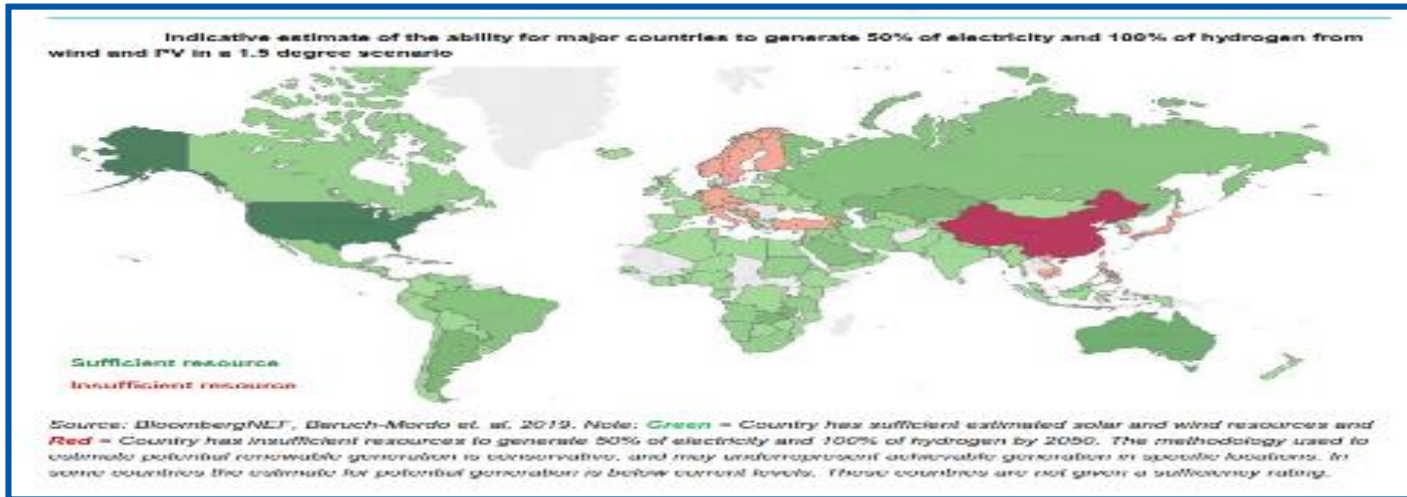 Indicative estimate of the ability for major countries to generate 50% of electricity and 100% of hydrogen from
wind and PV in a 1.5 degree scenario
Sufficient resource
Insufficient resource
Source: BloombergNEF, Baruch-Mordo et. al, 2019. Note: Green = Country has sufficient estimated solar and wind resources and
Red = Country has insufficient resources to generate 50% of electricity and 100% of hydrogen by 2050. The methodology used to
estimate potential renewable generation is conservative, and may underrepresent achievable generation in specific locations. In
some countries the estimate for potential generation is below current levels. These countries are not given a sufficiency rating.